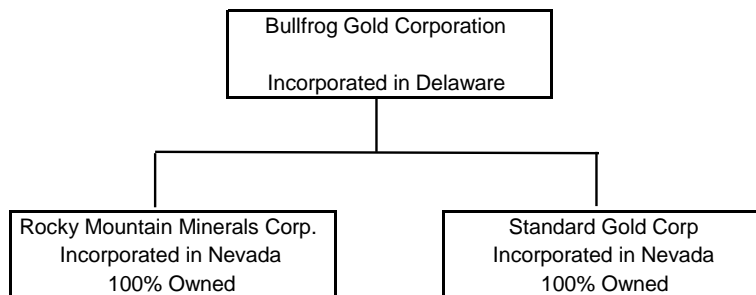 Bullfrog Gold Corporation
Incorporated in Delaware
Rocky Mountain Minerals Corp.
Incorporated in Nevada
100% Owned
Standard Gold Corp
Incorporated in Nevada
100% Owned